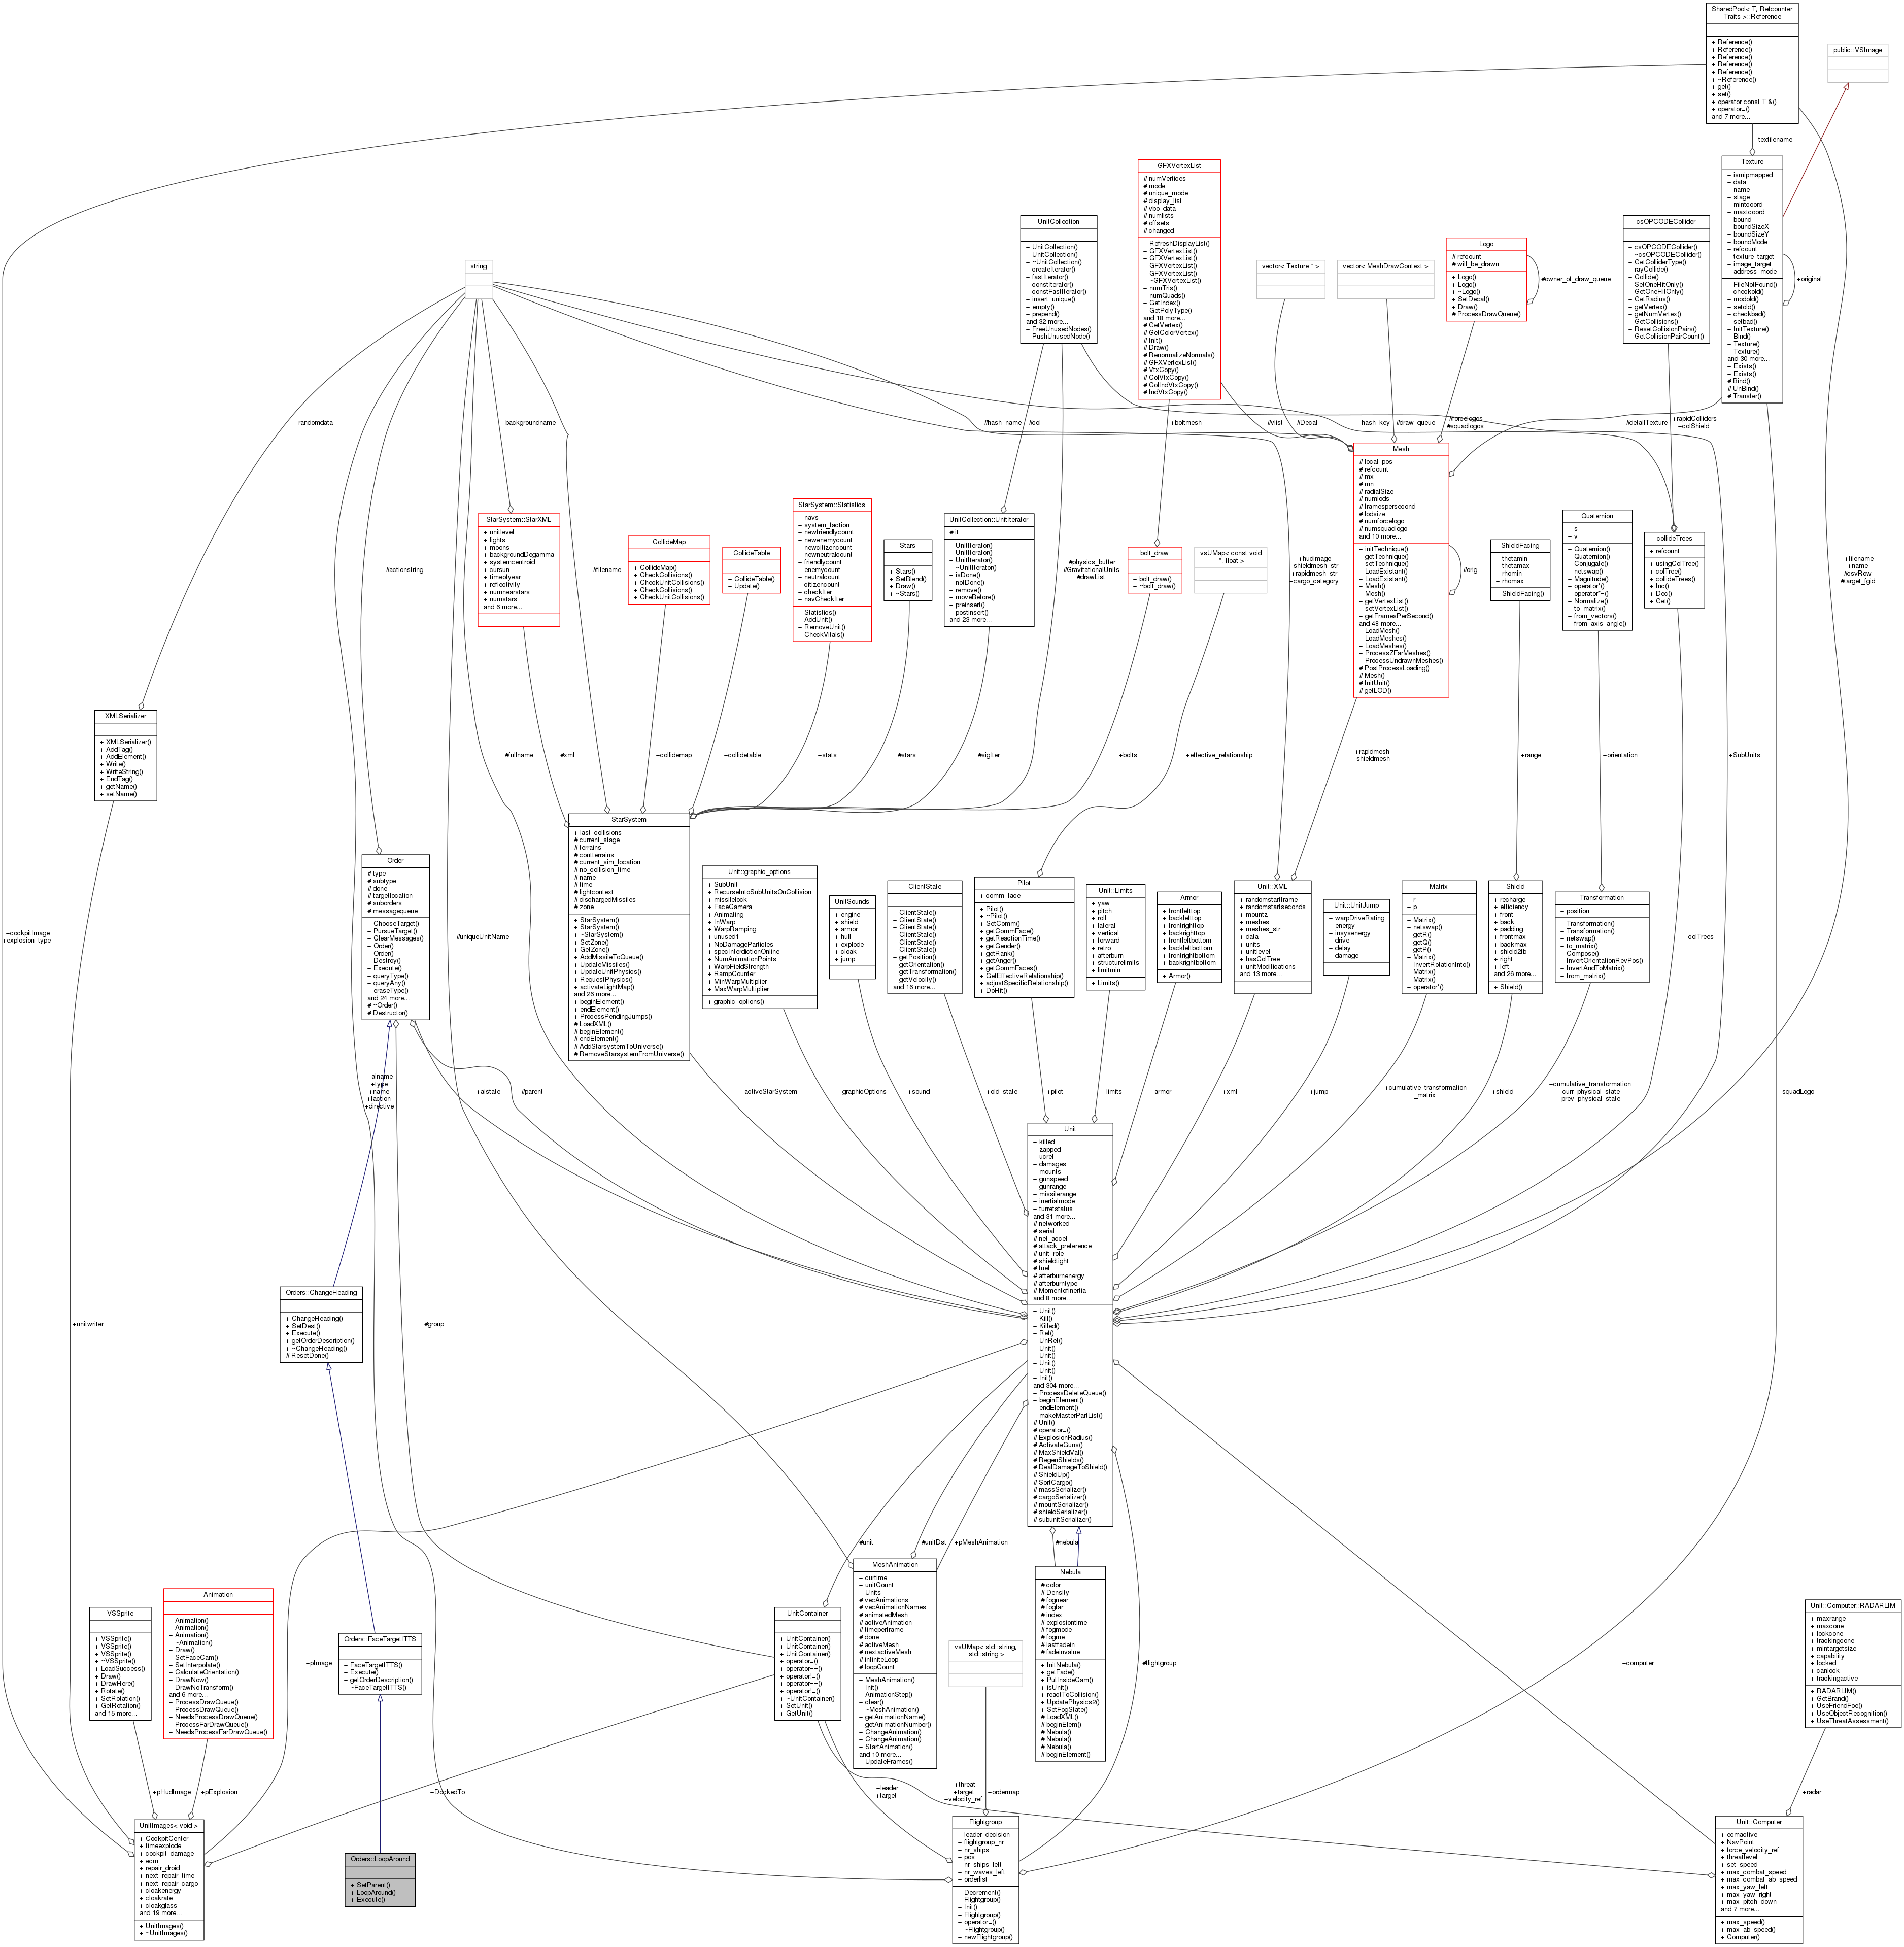 SharedPool< T, Refcounter
Traits >::Reference
+ Reference()
+ Reference()
+ Reference()
+ Reference()
+ Reference()
+ ~Reference()
+ get()
+ set()
+ operator const T &()
+ operator=()
and 7 more...
public::VSImage
+texfilename
Texture
+ ismipmapped
+ data
+ name
+ stage
+ mintcoord
+ maxtcoord
+ bound
+ boundSizeX
+ boundSizeY
+ boundMode
+ refcount
+ texture_target
+ image_target
+ address_mode
+ FileNotFound()
+ checkold()
+ modold()
+ setold()
+ checkbad()
+ setbad()
+ InitTexture()
+ Bind()
+ Texture()
+ Texture()
and 30 more...
+ Exists()
+ Exists()
# Bind()
# UnBind()
# Transfer()
+original
GFXVertexList
# numVertices
# mode
# unique_mode
# display_list
# vbo_data
# numlists
# offsets
# changed
+ RefreshDisplayList()
+ GFXVertexList()
+ GFXVertexList()
+ GFXVertexList()
+ GFXVertexList()
+ ~GFXVertexList()
+ numTris()
+ numQuads()
+ GetIndex()
+ GetPolyType()
and 18 more...
# GetVertex()
# GetColorVertex()
# Init()
# Draw()
# RenormalizeNormals()
# GFXVertexList()
# VtxCopy()
# ColVtxCopy()
# ColIndVtxCopy()
# IndVtxCopy()
UnitCollection
+ UnitCollection()
+ UnitCollection()
+ ~UnitCollection()
+ createIterator()
+ fastIterator()
+ constIterator()
+ constFastIterator()
+ insert_unique()
+ empty()
+ prepend()
and 32 more...
+ FreeUnusedNodes()
+ PushUnusedNode()
csOPCODECollider
+ csOPCODECollider()
+ ~csOPCODECollider()
+ GetColliderType()
+ rayCollide()
+ Collide()
+ SetOneHitOnly()
+ GetOneHitOnly()
+ GetRadius()
+ getVertex()
+ getNumVertex()
+ GetCollisions()
+ ResetCollisionPairs()
+ GetCollisionPairCount()
Logo
# refcount
# will_be_drawn
+ Logo()
+ Logo()
+ ~Logo()
+ SetDecal()
+ Draw()
# ProcessDrawQueue()
#owner_of_draw_queue
string
vector< Texture * >
vector< MeshDrawContext >
+randomdata
#actionstring
+backgroundname
#hash_name
#col
+boltmesh
#vlist
#Decal
+hash_key
#draw_queue
#forcelogos
#squadlogos
#detailTexture
+rapidColliders
+colShield
Mesh
# local_pos
# refcount
# mx
# mn
# radialSize
# numlods
# framespersecond
# lodsize
# numforcelogo
# numsquadlogo
and 10 more...
+ initTechnique()
+ getTechnique()
+ setTechnique()
+ LoadExistant()
+ LoadExistant()
+ Mesh()
+ Mesh()
+ getVertexList()
+ setVertexList()
+ getFramesPerSecond()
and 48 more...
+ LoadMesh()
+ LoadMeshes()
+ LoadMeshes()
+ ProcessZFarMeshes()
+ ProcessUndrawnMeshes()
# PostProcessLoading()
# Mesh()
# InitUnit()
# getLOD()
#orig
StarSystem::StarXML
+ unitlevel
+ lights
+ moons
+ backgroundDegamma
+ systemcentroid
+ cursun
+ timeofyear
+ reflectivity
+ numnearstars
+ numstars
and 6 more...
CollideMap
+ CollideMap()
+ CheckCollisions()
+ CheckUnitCollisions()
+ CheckCollisions()
+ CheckUnitCollisions()
CollideTable
+ CollideTable()
+ Update()
StarSystem::Statistics
+ navs
+ system_faction
+ newfriendlycount
+ newenemycount
+ newcitizencount
+ newneutralcount
+ friendlycount
+ enemycount
+ neutralcount
+ citizencount
+ checkIter
+ navCheckIter
+ Statistics()
+ AddUnit()
+ RemoveUnit()
+ CheckVitals()
Stars
+ Stars()
+ SetBlend()
+ Draw()
+ ~Stars()
UnitCollection::UnitIterator
# it
+ UnitIterator()
+ UnitIterator()
+ UnitIterator()
+ ~UnitIterator()
+ isDone()
+ notDone()
+ remove()
+ moveBefore()
+ preinsert()
+ postinsert()
and 23 more...
bolt_draw
+ bolt_draw()
+ ~bolt_draw()
vsUMap< const void
*, float >
ShieldFacing
+ thetamin
+ thetamax
+ rhomin
+ rhomax
+ ShieldFacing()
Quaternion
+ s
+ v
+ Quaternion()
+ Quaternion()
+ Conjugate()
+ netswap()
+ Magnitude()
+ operator*()
+ operator*=()
+ Normalize()
+ to_matrix()
+ from_vectors()
+ from_axis_angle()
collideTrees
+ refcount
+ usingColTree()
+ colTree()
+ collideTrees()
+ Inc()
+ Dec()
+ Get()
#filename
#physics_buffer
#GravitationalUnits
#drawList
+hudImage
+shieldmesh_str
+rapidmesh_str
+cargo_category
+filename
+name
#csvRow
#target_fgid
XMLSerializer
+ XMLSerializer()
+ AddTag()
+ AddElement()
+ Write()
+ WriteString()
+ EndTag()
+ getName()
+ setName()
#fullname
#xml
+collidemap
+collidetable
+stats
#stars
#sigIter
+bolts
+effective_relationship
+rapidmesh
+shieldmesh
+range
+orientation
+SubUnits
StarSystem
+ last_collisions
# current_stage
# terrains
# contterrains
# current_sim_location
# no_collision_time
# name
# time
# lightcontext
# dischargedMissiles
# zone
+ StarSystem()
+ StarSystem()
+ ~StarSystem()
+ SetZone()
+ GetZone()
+ AddMissileToQueue()
+ UpdateMissiles()
+ UpdateUnitPhysics()
+ RequestPhysics()
+ activateLightMap()
and 26 more...
+ beginElement()
+ endElement()
+ ProcessPendingJumps()
# LoadXML()
# beginElement()
# endElement()
# AddStarsystemToUniverse()
# RemoveStarsystemFromUniverse()
Order
# type
# subtype
# done
# targetlocation
# suborders
# messagequeue
+ ChooseTarget()
+ PursueTarget()
+ ClearMessages()
+ Order()
+ Order()
+ Destroy()
+ Execute()
+ queryType()
+ queryAny()
+ eraseType()
and 24 more...
# ~Order()
# Destructor()
Unit::graphic_options
+ SubUnit
+ RecurseIntoSubUnitsOnCollision
+ missilelock
+ FaceCamera
+ Animating
+ InWarp
+ WarpRamping
+ unused1
+ NoDamageParticles
+ specInterdictionOnline
+ NumAnimationPoints
+ WarpFieldStrength
+ RampCounter
+ MinWarpMultiplier
+ MaxWarpMultiplier
+ graphic_options()
UnitSounds
+ engine
+ shield
+ armor
+ hull
+ explode
+ cloak
+ jump
ClientState
+ ClientState()
+ ClientState()
+ ClientState()
+ ClientState()
+ ClientState()
+ ClientState()
+ getPosition()
+ getOrientation()
+ getTransformation()
+ getVelocity()
and 16 more...
Pilot
+ comm_face
+ Pilot()
+ ~Pilot()
+ SetComm()
+ getCommFace()
+ getReactionTime()
+ getGender()
+ getRank()
+ getAnger()
+ getCommFaces()
+ GetEffectiveRelationship()
+ adjustSpecificRelationship()
+ DoHit()
Unit::Limits
+ yaw
+ pitch
+ roll
+ lateral
+ vertical
+ forward
+ retro
+ afterburn
+ structurelimits
+ limitmin
+ Limits()
Armor
+ frontlefttop
+ backlefttop
+ frontrighttop
+ backrighttop
+ frontleftbottom
+ backleftbottom
+ frontrightbottom
+ backrightbottom
+ Armor()
Unit::XML
+ randomstartframe
+ randomstartseconds
+ mountz
+ meshes
+ meshes_str
+ data
+ units
+ unitlevel
+ hasColTree
+ unitModifications
and 13 more...
Unit::UnitJump
+ warpDriveRating
+ energy
+ insysenergy
+ drive
+ delay
+ damage
Matrix
+ r
+ p
+ Matrix()
+ netswap()
+ getR()
+ getQ()
+ getP()
+ Matrix()
+ InvertRotationInto()
+ Matrix()
+ Matrix()
+ operator*()
Shield
+ recharge
+ efficiency
+ front
+ back
+ padding
+ frontmax
+ backmax
+ shield2fb
+ right
+ left
and 26 more...
+ Shield()
Transformation
+ position
+ Transformation()
+ Transformation()
+ netswap()
+ to_matrix()
+ Compose()
+ InvertOrientationRevPos()
+ InvertAndToMatrix()
+ from_matrix()
+cockpitImage
+explosion_type
#uniqueUnitName
+colTrees
+ainame
+type
+name
+faction
+directive
+aistate
#parent
+activeStarSystem
+graphicOptions
+sound
+old_state
+pilot
+limits
+armor
+xml
+jump
+cumulative_transformation
_matrix
+shield
+cumulative_transformation
+curr_physical_state
+prev_physical_state
+squadLogo
Unit
+ killed
+ zapped
+ ucref
+ damages
+ mounts
+ gunspeed
+ gunrange
+ missilerange
+ inertialmode
+ turretstatus
and 31 more...
# networked
# serial
# net_accel
# attack_preference
# unit_role
# shieldtight
# fuel
# afterburnenergy
# afterburntype
# Momentofinertia
and 8 more...
+ Unit()
+ Kill()
+ Killed()
+ Ref()
+ UnRef()
+ Unit()
+ Unit()
+ Unit()
+ Unit()
+ Init()
and 304 more...
+ ProcessDeleteQueue()
+ beginElement()
+ endElement()
+ makeMasterPartList()
# Unit()
# operator=()
# ExplosionRadius()
# ActivateGuns()
# MaxShieldVal()
# RegenShields()
# DealDamageToShield()
# ShieldUp()
# SortCargo()
# massSerializer()
# cargoSerializer()
# mountSerializer()
# shieldSerializer()
# subunitSerializer()
Orders::ChangeHeading
+ ChangeHeading()
+ SetDest()
+ Execute()
+ getOrderDescription()
+ ~ChangeHeading()
# ResetDone()
+unitwriter
#group
#unit
#unitDst
+pMeshAnimation
#nebula
MeshAnimation
+ curtime
+ unitCount
+ Units
# vecAnimations
# vecAnimationNames
# animatedMesh
# activeAnimation
# timeperframe
# done
# activeMesh
# nextactiveMesh
# infiniteLoop
# loopCount
+ MeshAnimation()
+ Init()
+ AnimationStep()
+ clear()
+ ~MeshAnimation()
+ getAnimationName()
+ getAnimationNumber()
+ ChangeAnimation()
+ ChangeAnimation()
+ StartAnimation()
and 10 more...
+ UpdateFrames()
Nebula
# color
# Density
# fognear
# fogfar
# index
# explosiontime
# fogmode
# fogme
# lastfadein
# fadeinvalue
+ InitNebula()
+ getFade()
+ PutInsideCam()
+ isUnit()
+ reactToCollision()
+ UpdatePhysics2()
+ SetFogState()
# LoadXML()
# beginElem()
# Nebula()
# Nebula()
# Nebula()
# beginElement()
VSSprite
+ VSSprite()
+ VSSprite()
+ VSSprite()
+ ~VSSprite()
+ LoadSuccess()
+ Draw()
+ DrawHere()
+ Rotate()
+ SetRotation()
+ GetRotation()
and 15 more...
Animation
+ Animation()
+ Animation()
+ Animation()
+ ~Animation()
+ Draw()
+ SetFaceCam()
+ SetInterpolate()
+ CalculateOrientation()
+ DrawNow()
+ DrawNoTransform()
and 6 more...
+ ProcessDrawQueue()
+ ProcessDrawQueue()
+ NeedsProcessDrawQueue()
+ ProcessFarDrawQueue()
+ NeedsProcessFarDrawQueue()
+pImage
Orders::FaceTargetITTS
+ FaceTargetITTS()
+ Execute()
+ getOrderDescription()
+ ~FaceTargetITTS()
UnitContainer
+ UnitContainer()
+ UnitContainer()
+ UnitContainer()
+ operator=()
+ operator==()
+ operator!=()
+ operator==()
+ operator!=()
+ ~UnitContainer()
+ SetUnit()
+ GetUnit()
vsUMap< std::string,
std::string >
#flightgroup
+computer
Unit::Computer::RADARLIM
+ maxrange
+ maxcone
+ lockcone
+ trackingcone
+ mintargetsize
+ capability
+ locked
+ canlock
+ trackingactive
+ RADARLIM()
+ GetBrand()
+ UseFriendFoe()
+ UseObjectRecognition()
+ UseThreatAssessment()
+pHudImage
+pExplosion
+DockedTo
+leader
+target
+threat
+target
+velocity_ref
+ordermap
+radar
UnitImages< void >
+ CockpitCenter
+ timeexplode
+ cockpit_damage
+ ecm
+ repair_droid
+ next_repair_time
+ next_repair_cargo
+ cloakenergy
+ cloakrate
+ cloakglass
and 19 more...
+ UnitImages()
+ ~UnitImages()
Orders::LoopAround
+ SetParent()
+ LoopAround()
+ Execute()
Flightgroup
+ leader_decision
+ flightgroup_nr
+ nr_ships
+ pos
+ nr_ships_left
+ nr_waves_left
+ orderlist
+ Decrement()
+ Flightgroup()
+ Init()
+ Flightgroup()
+ operator=()
+ ~Flightgroup()
+ newFlightgroup()
Unit::Computer
+ ecmactive
+ NavPoint
+ force_velocity_ref
+ threatlevel
+ set_speed
+ max_combat_speed
+ max_combat_ab_speed
+ max_yaw_left
+ max_yaw_right
+ max_pitch_down
and 7 more...
+ max_speed()
+ max_ab_speed()
+ Computer()